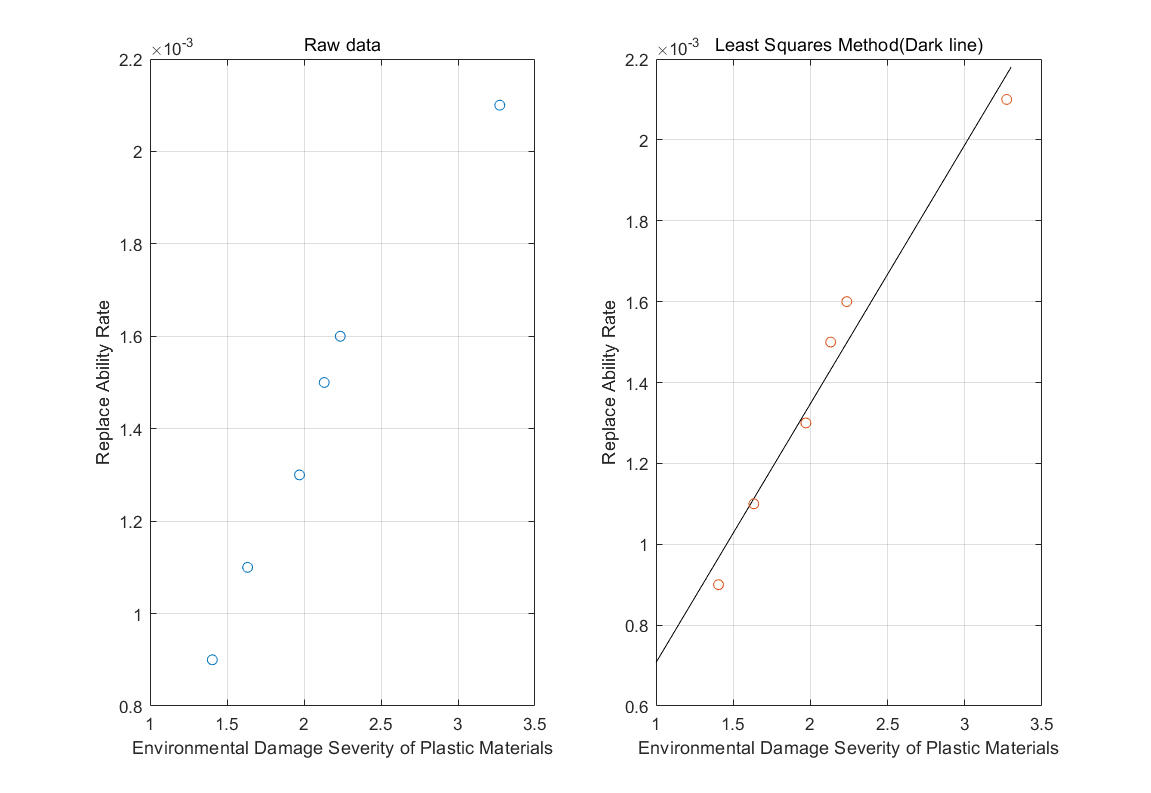 Raw data
×10-3
2.2
2
1.8
1.6
1.4
1.2
1
0.8
Replace Ability Rate
1 1.5 2 2.5 3 3.5
Environmental Damage Severity of Plastic Materials
Least Squares Method(Dark line)
×10-3
2.2
2
1.8
1.6
1.4
1.2
1
0.8
0.6
Replace Ability Rate
1 1.5 2 2.5 3 3.5
Environmental Damage Severity of Plastic Materials